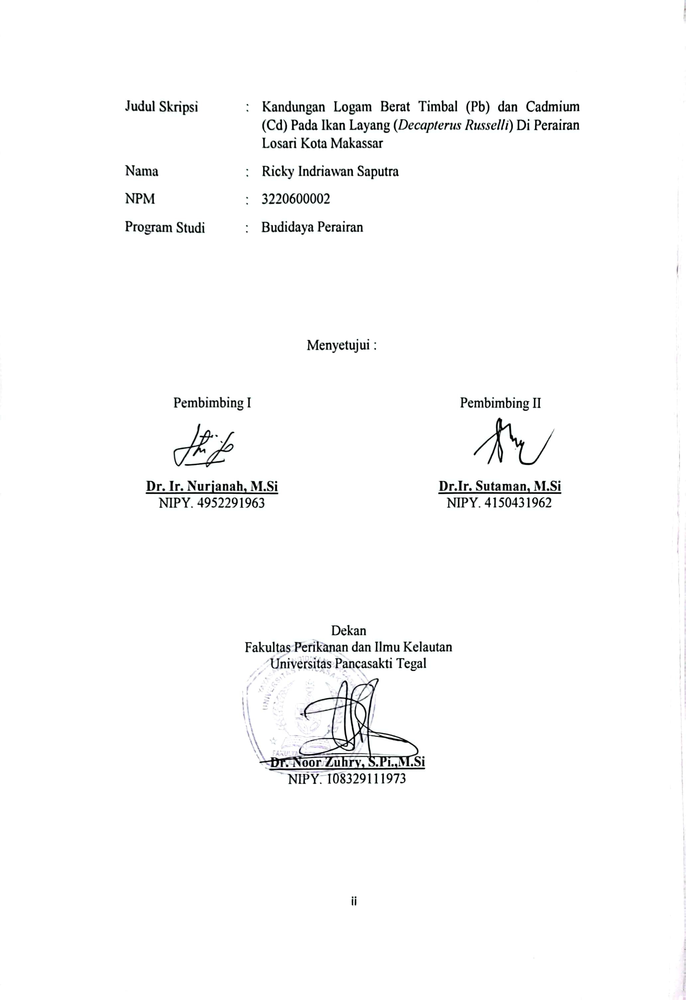 Judul Skripsi : Kandungan Logam Berat Timbal (Pb) dan Cadmium
(Cd) Pada Ikan Layang (Decapterus Russelli) Di Perairan
Losari Kota Makassar
Nama : Ricky Indriawan Saputra
NPM : 3220600002
Program Studi : Budidaya Perairan
Menyetujui :
Pembimbing I Pembimbing II
Dr. Ir. Nurjanah, M.Si Dr.Ir. Sutaman, M.Si
NIPY. 4952291963 NIPY. 4150431962
Dekan
Fakultas Perikanan dan Ilmu Kelautan
Universitas Pancasakti Tegal
UNIVERSITAS PANCASAKTI
Dr. Noor Zuhry, S.Pi.,M.Si
NIPY. 108329111973
ii